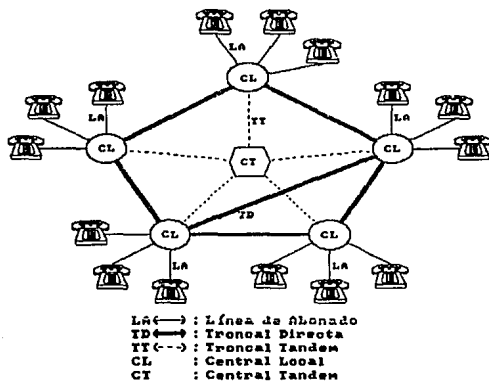 LA
CL
LA
TT
LA
CL
CT
CL
TD
CL
CL
LA
LA
LA<──> : Línea de Abonado
TD<──> : Troncal Directa
TT<--> : Troncal Tandem
CL : Central Local
CT : Central Tandem